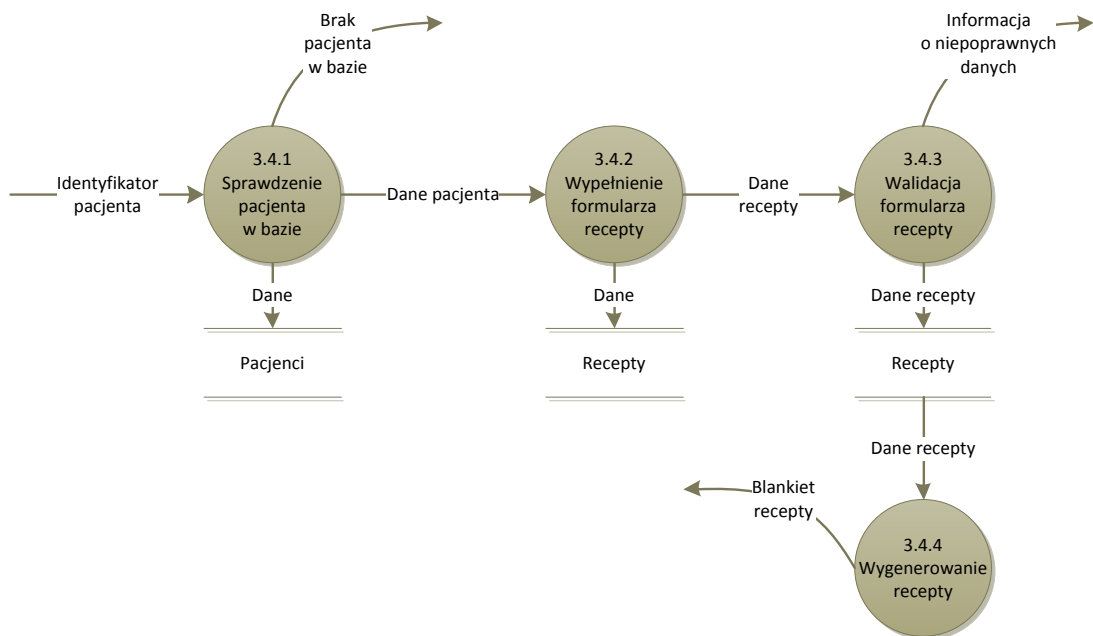 Brak
pacjenta
w bazie
Informacja
o niepoprawnych
danych
Identyfikator
pacjenta
3.4.1
Sprawdzenie
pacjenta
w bazie
Dane pacjenta
3.4.2
Wypełnienie
formularza
recepty
Dane
recepty
3.4.3
Walidacja
formularza
recepty
Dane
Dane
Dane recepty
Pacjenci
Recepty
Recepty
Dane recepty
Blankiet
recepty
3.4.4
Wygenerowanie
recepty